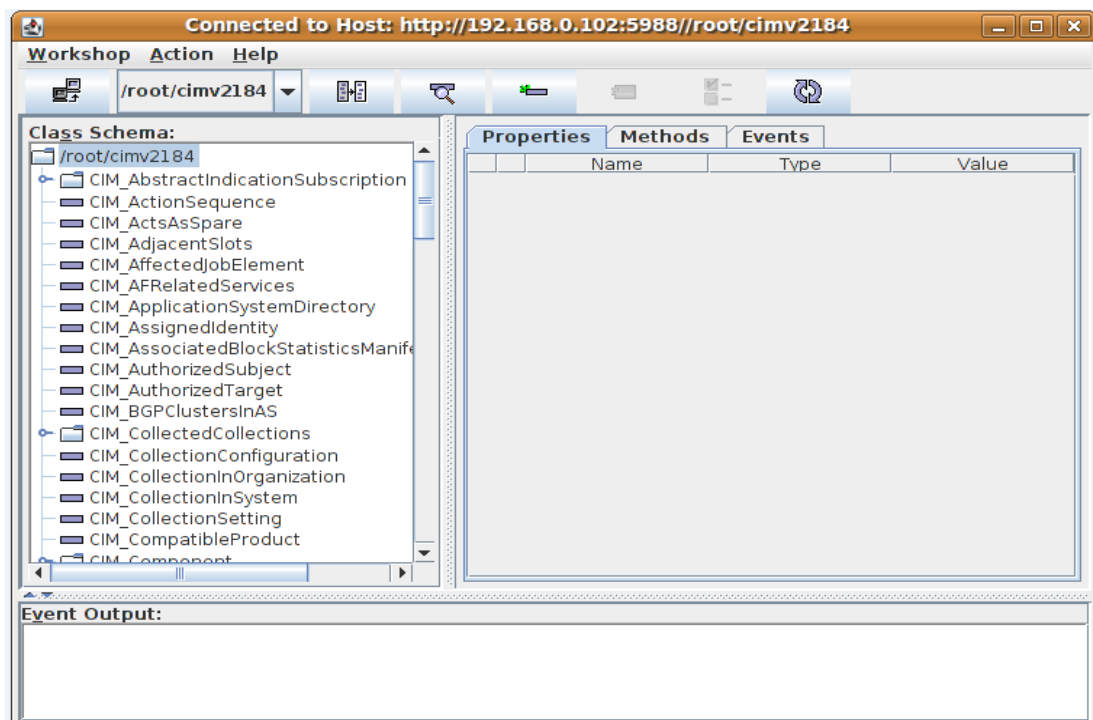 Connected to Host: http://192.168.0.102:5988//root/cimv2184
Workshop Action Help
/root/cimv2184
Class Schema:
/root/cimv2184
CIM_AbstractIndicationSubscription
CIM_ActionSequence
CIM_ActsAsSpare
CIM_AdjacentSlots
CIM_AffectedJobElement
CIM_AFRelatedServices
CIM_ApplicationSystemDirectory
CIM_AssignedIdentity
CIM_AssociatedBlockStatisticsManife
CIM_AuthorizedSubject
CIM_AuthorizedTarget
CIM_BGPClustersInAS
CIM_CollectedCollections
CIM_CollectionConfiguration
CIM_CollectionInOrganization
CIM_CollectionInSystem
CIM_CollectionSetting
CIM_CompatibleProduct
CIM_Component
Properties Methods Events
Name Type Value
Event Output: